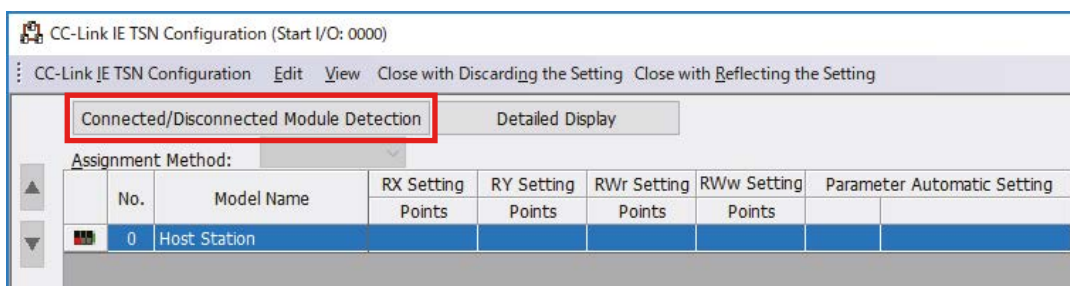 CC-Link IE TSN Configuration (Start I/O: 0000)
CC-Link IE TSN Configuration Edit View Close with Discarding the Setting Close with Reflecting the Setting
Connected/Disconnected Module Detection Detailed Display
Assignment Method:
No. Model Name RX Setting RY Setting RWr Setting RWw Setting Parameter Automatic Setting
Points Points Points Points
0 Host Station